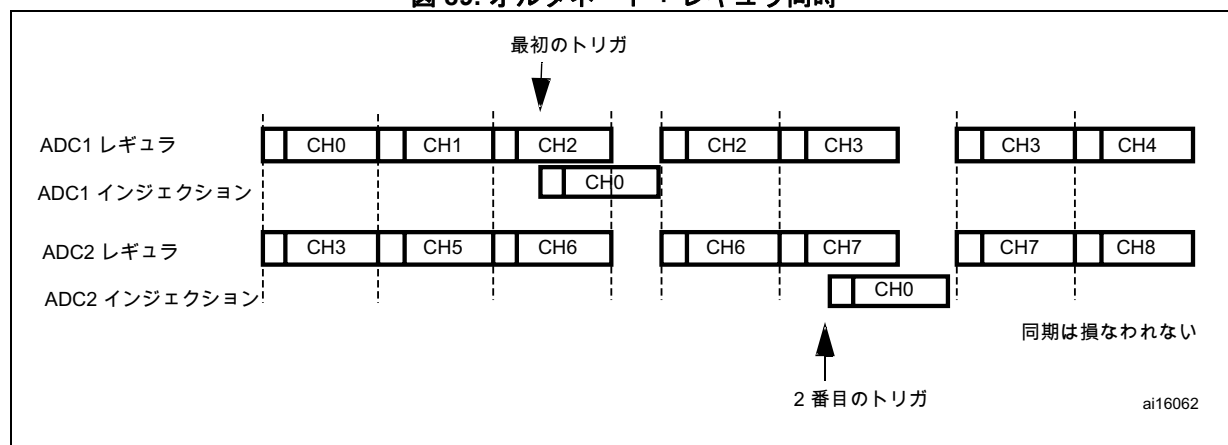 最初のトリガ
ADC1 レギュラ CH0 CH1 CH2 CH2 CH3 CH3 CH4
ADC1 インジェクション CH0
ADC2 レギュラ CH3 CH5 CH6 CH6 CH7 CH7 CH8
ADC2 インジェクション CH0
同期は損なわれない
2 番目のトリガ
ai16062